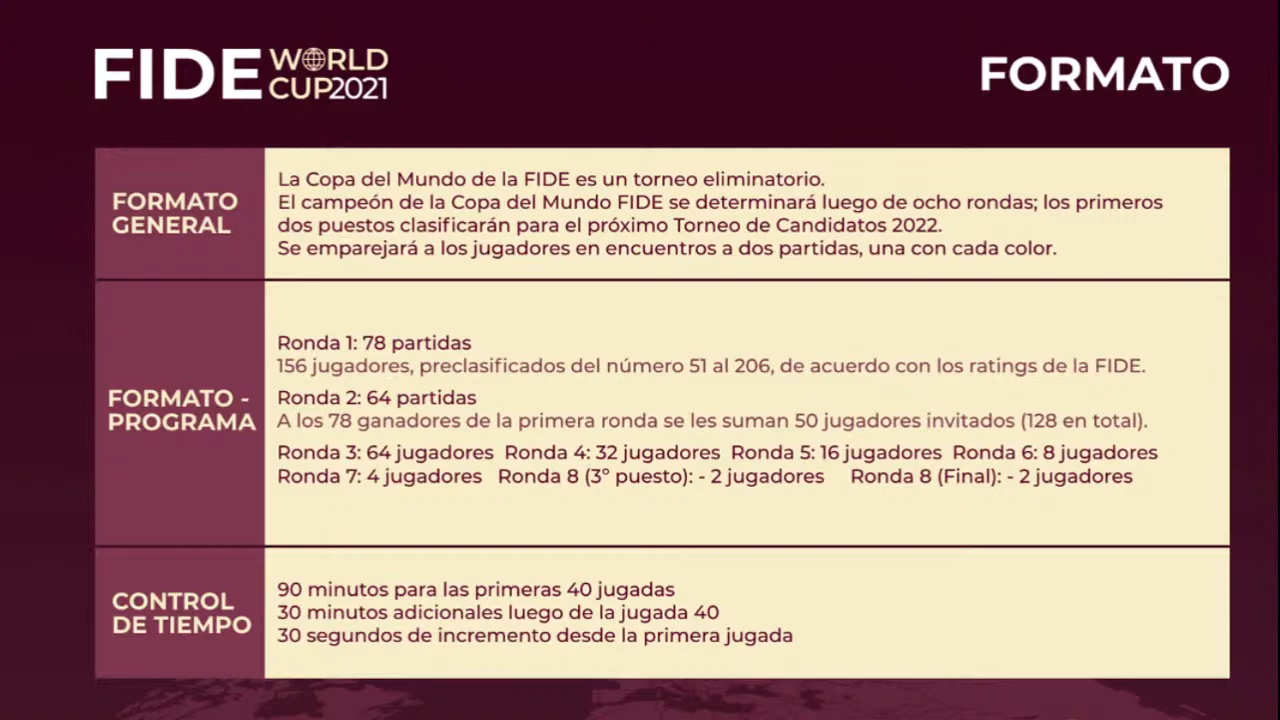 FIDE WORLD CUP2021
FORMATO
FORMATO GENERAL
La Copa del Mundo de la FIDE es un torneo eliminatorio.
El campeón de la Copa del Mundo FIDE se determinará luego de ocho rondas; los primeros
dos puestos clasificarán para el próximo Torneo de Candidatos 2022.
Se emparejará a los jugadores en encuentros a dos partidas, una con cada color.
FORMATO -
PROGRAMA
Ronda 1: 78 partidas
156 jugadores, preclasificados del número 51 al 206, de acuerdo con los ratings de la FIDE.
Ronda 2: 64 partidas
A los 78 ganadores de la primera ronda se les suman 50 jugadores invitados (128 en total).
Ronda 3: 64 jugadores Ronda 4: 32 jugadores Ronda 5: 16 jugadores Ronda 6: 8 jugadores
Ronda 7: 4 jugadores Ronda 8 (3º puesto): - 2 jugadores Ronda 8 (Final): - 2 jugadores
CONTROL
DE TIEMPO
90 minutos para las primeras 40 jugadas
30 minutos adicionales luego de la jugada 40
30 segundos de incremento desde la primera jugada